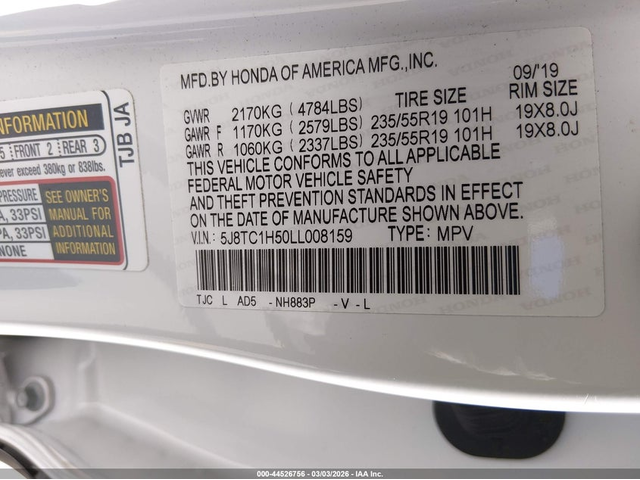 MFD.BY HONDA OF AMERICA MFG.,INC. 09/'19
GVWR 2170KG (4784LBS) TIRE SIZE RIM SIZE
GAWR F 1170KG (2579LBS) 235/55R19 101H 19X8.0J
GAWR R 1060KG (2337LBS) 235/55R19 101H 19X8.0J
THIS VEHICLE CONFORMS TO ALL APPLICABLE
FEDERAL MOTOR VEHICLE SAFETY
AND THEFT PREVENTION STANDARDS IN EFFECT
ON THE DATE OF MANUFACTURE SHOWN ABOVE.
V.I.N.: 5J8TC1H50LL008159 TYPE: MPV
TJC L AD5 -NH883P -V-L
INFORMATION
5 FRONT 2 REAR 3
ever exceed 380kg or 838lbs.
PRESSURE SEE OWNER'S
A, 33PSI MANUAL FOR
PA, 33PSI ADDITIONAL
NONE INFORMATION
TJB JA
000-44526756 - 03/03/2026 - IAA Inc.